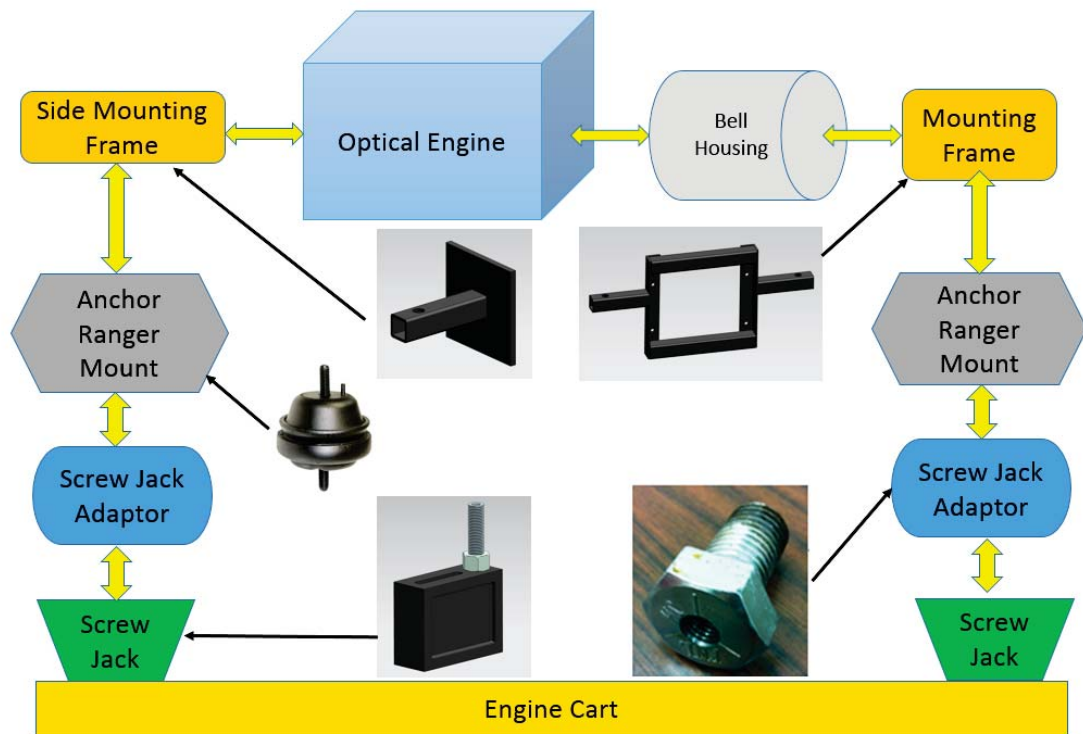 Side Mounting
Frame
Optical Engine
Bell
Housing
Mounting
Frame
Anchor
Ranger
Mount
Anchor
Ranger
Mount
Screw Jack
Adaptor
Screw Jack
Adaptor
Screw
Jack
Screw
Jack
Engine Cart